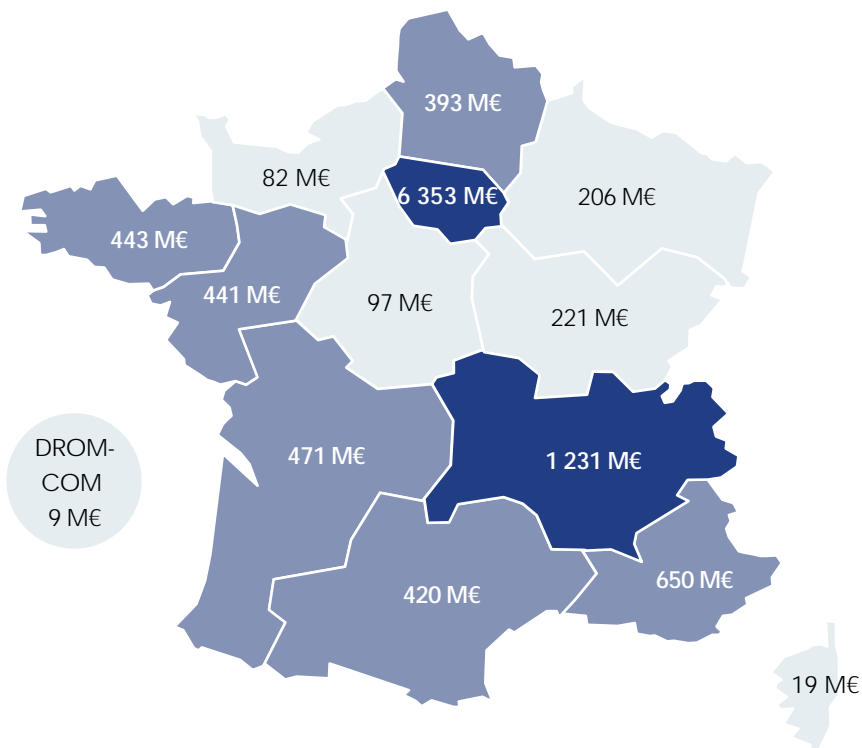 393 M€
82 M€
6 353 M€
206 M€
443 M€
441 M€
97 M€
221 M€
DROM-
COM
9 M€
471 M€
1 231 M€
420 M€
650 M€
19 M€